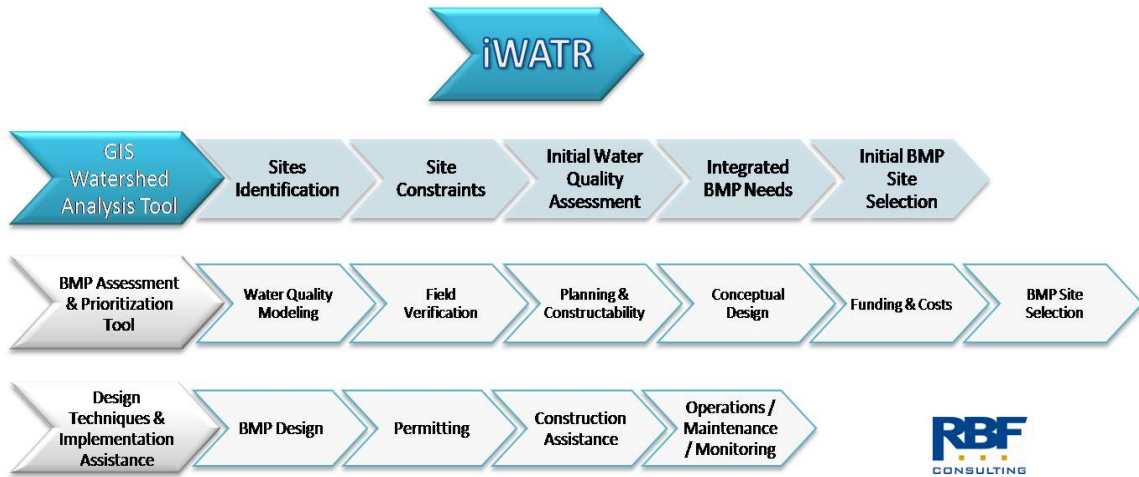 iWATR
GIS
Watershed
Analysis Tool
Sites
Identification
Site
Constraints
Initial Water
Quality
Assessment
Integrated
BMP Needs
Initial BMP
Site
Selection
BMP Assessment
& Prioritization
Tool
Water Quality
Modeling
Field
Verification
Planning &
Constructability
Conceptual
Design
Funding & Costs
BMP Site
Selection
Design
Techniques &
Implementation
Assistance
BMP Design
Permitting
Construction
Assistance
Operations /
Maintenance
/ Monitoring
RBF
CONSULTING